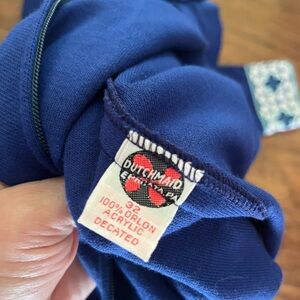 DUTCHMAID
EPHRATA, PA.
32
100% ORLON
ACRYLIC
DECATED